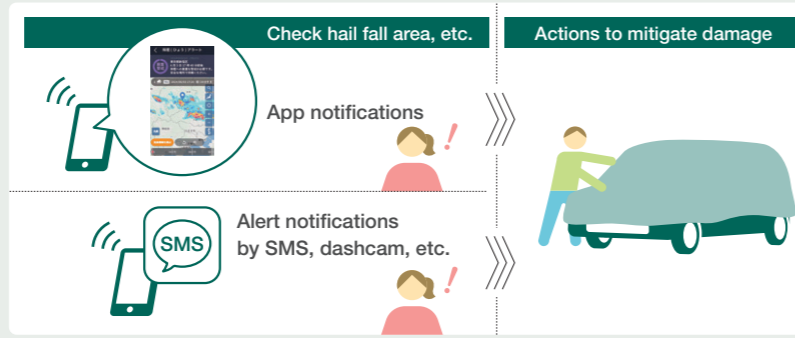 Check hail fall area, etc.
Actions to mitigate damage
App notifications
SMS
Alert notifications
by SMS, dashcam, etc.